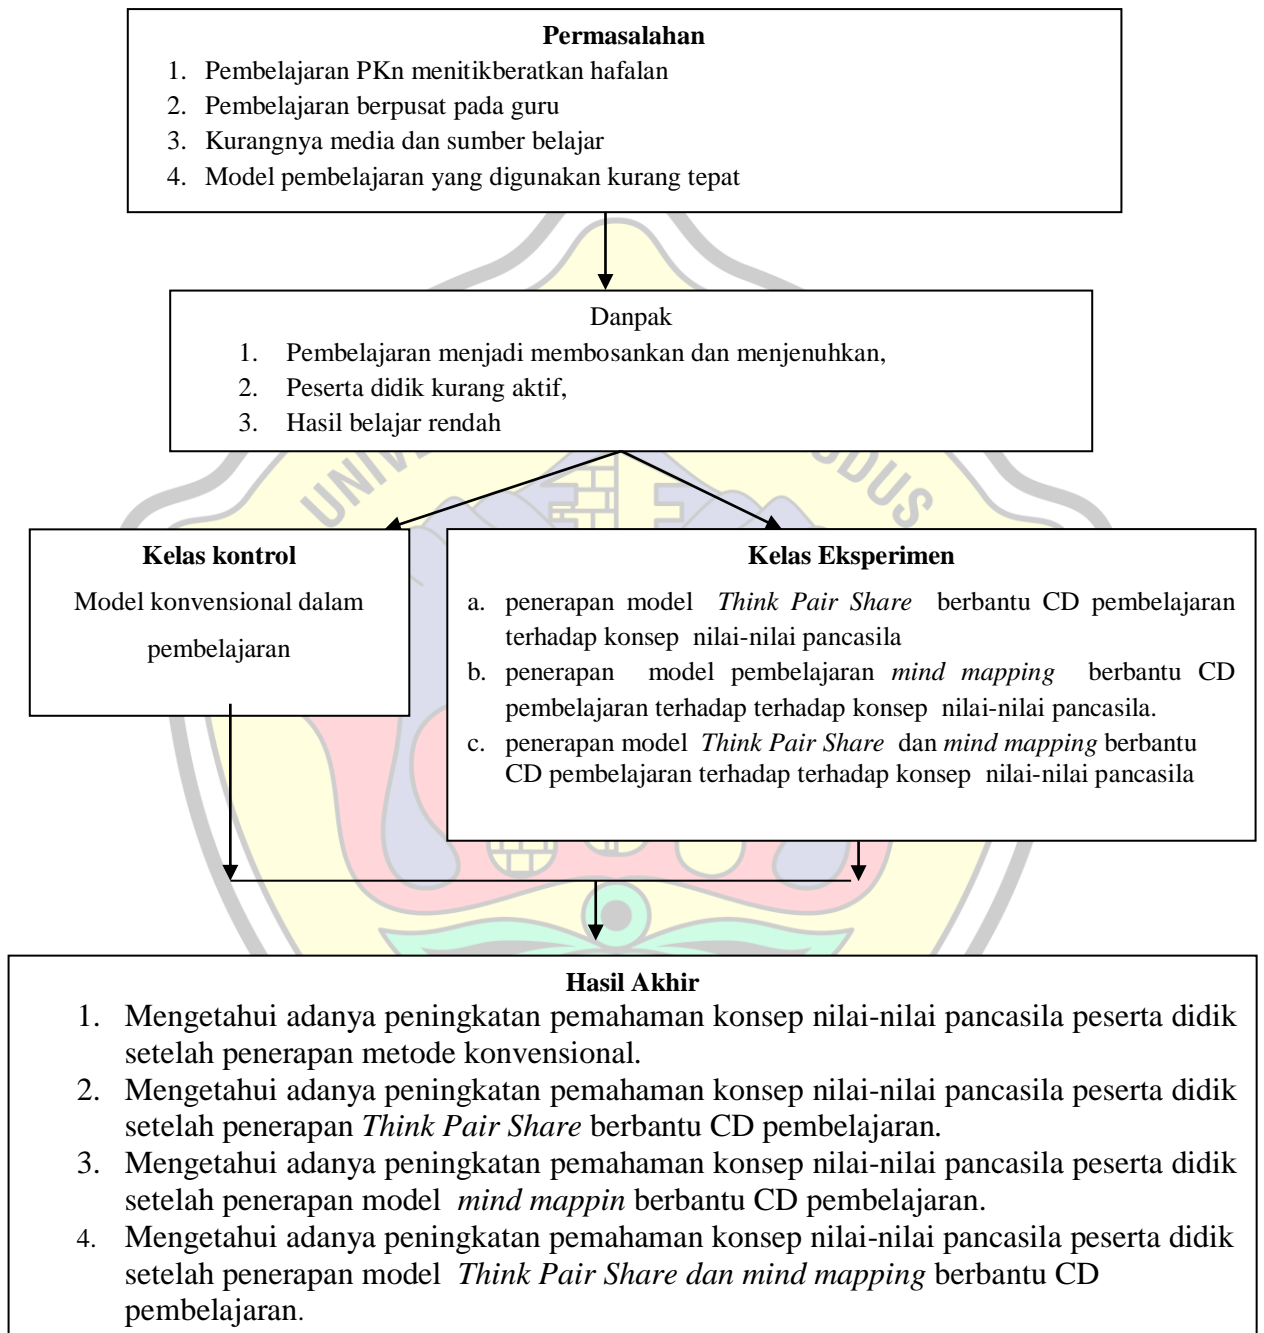 Permasalahan
1. Pembelajaran PKn menitikberatkan hafalan
2. Pembelajaran berpusat pada guru
3. Kurangnya media dan sumber belajar
4. Model pembelajaran yang digunakan kurang tepat
Danpak
1. Pembelajaran menjadi membosankan dan menjenuhkan,
2. Peserta didik kurang aktif,
3. Hasil belajar rendah
Kelas kontrol
Model konvensional dalam
pembelajaran
Kelas Eksperimen
a. penerapan model Think Pair Share berbantu CD pembelajaran
terhadap konsep nilai-nilai pancasila
b. penerapan model pembelajaran mind mapping berbantu CD
pembelajaran terhadap terhadap konsep nilai-nilai pancasila.
c. penerapan model Think Pair Share dan mind mapping berbantu
CD pembelajaran terhadap terhadap konsep nilai-nilai pancasila
Hasil Akhir
1. Mengetahui adanya peningkatan pemahaman konsep nilai-nilai pancasila peserta didik
setelah penerapan metode konvensional.
2. Mengetahui adanya peningkatan pemahaman konsep nilai-nilai pancasila peserta didik
setelah penerapan Think Pair Share berbantu CD pembelajaran.
3. Mengetahui adanya peningkatan pemahaman konsep nilai-nilai pancasila peserta didik
setelah penerapan model mind mappin berbantu CD pembelajaran.
4. Mengetahui adanya peningkatan pemahaman konsep nilai-nilai pancasila peserta didik
setelah penerapan model Think Pair Share dan mind mapping berbantu CD
pembelajaran.